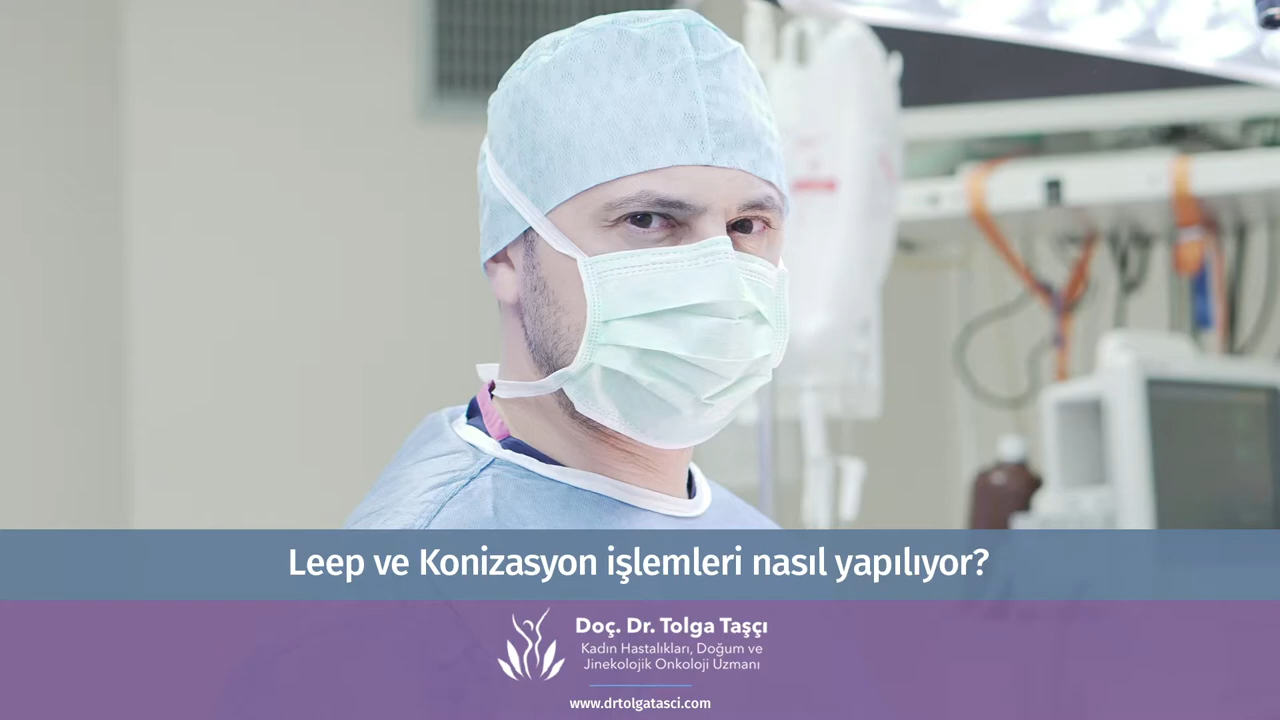 Leep ve Konizasyon işlemleri nasıl yapılıyor?
Doç. Dr. Tolga Taşçı
Kadın Hastalıkları, Doğum ve
Jinekolojik Onkoloji Uzmanı
www.drtolgatasci.com